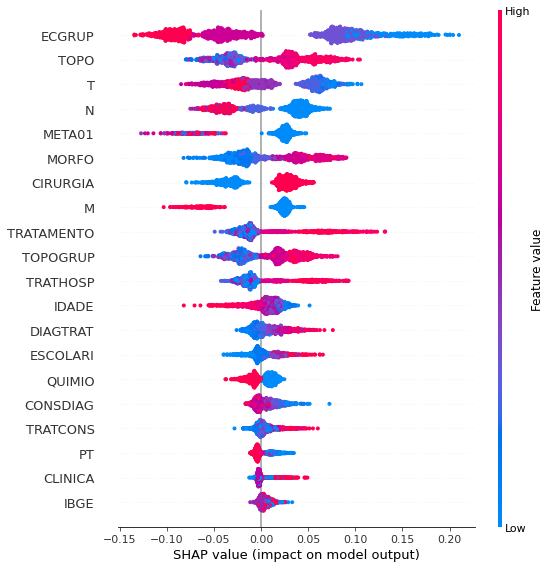 High
ECGRUP
TOPO
T
N
META01
MORFO
CIRURGIA
M
TRATAMENTO
TOPOGRUP
TRATHOSP
IDADE
DIAGTRAT
ESCOLARI
QUIMIO
CONSDIAG
TRATCONS
PT
CLINICA
IBGE
Low
Feature value
−0.15 −0.10 −0.05 0.00 0.05 0.10 0.15 0.20
SHAP value (impact on model output)